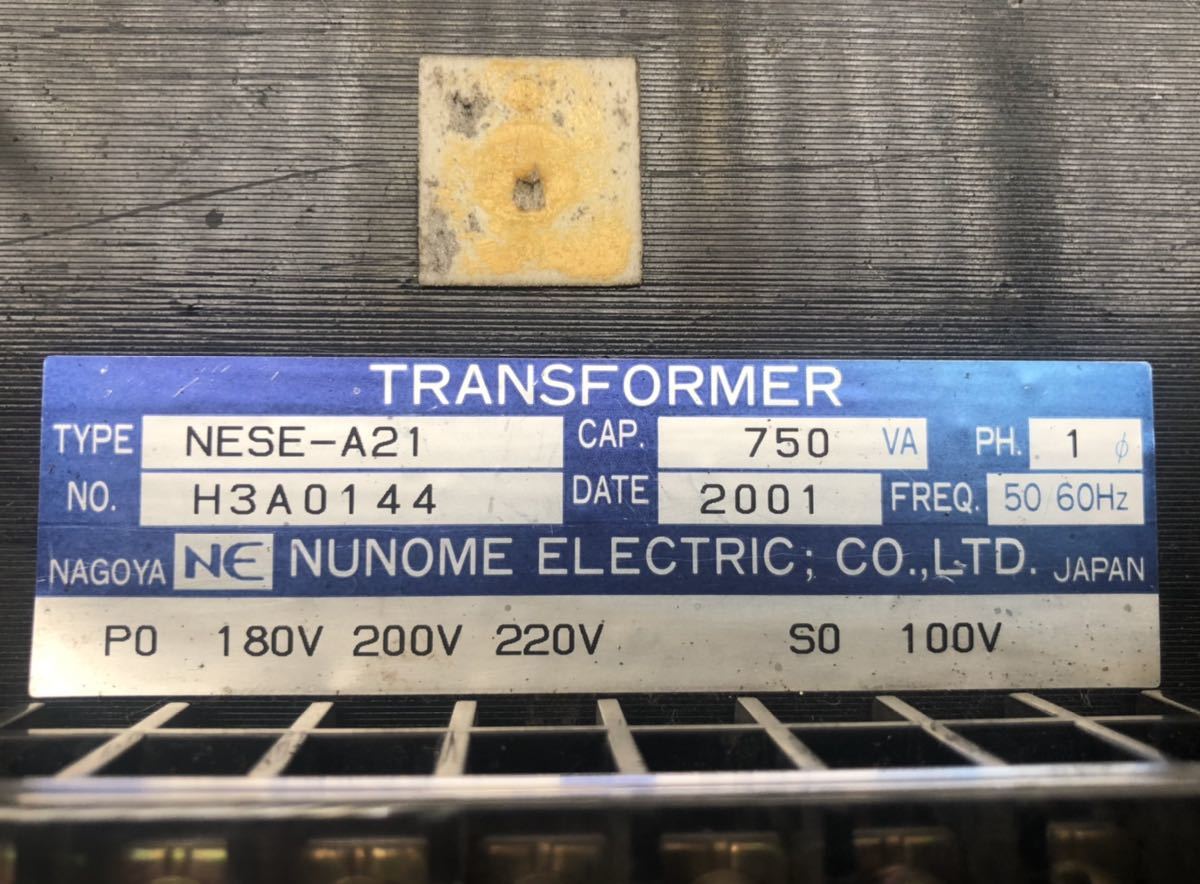 TRANSFORMER
TYPE NESE-A21 CAP. 750 VA PH. 1  φ
NO. H3A0144 DATE 2001 FREQ. 50/60Hz
NAGOYA NE NUNOME ELECTRIC; CO.,LTD. JAPAN
P0 180V 200V 220V S0 100V